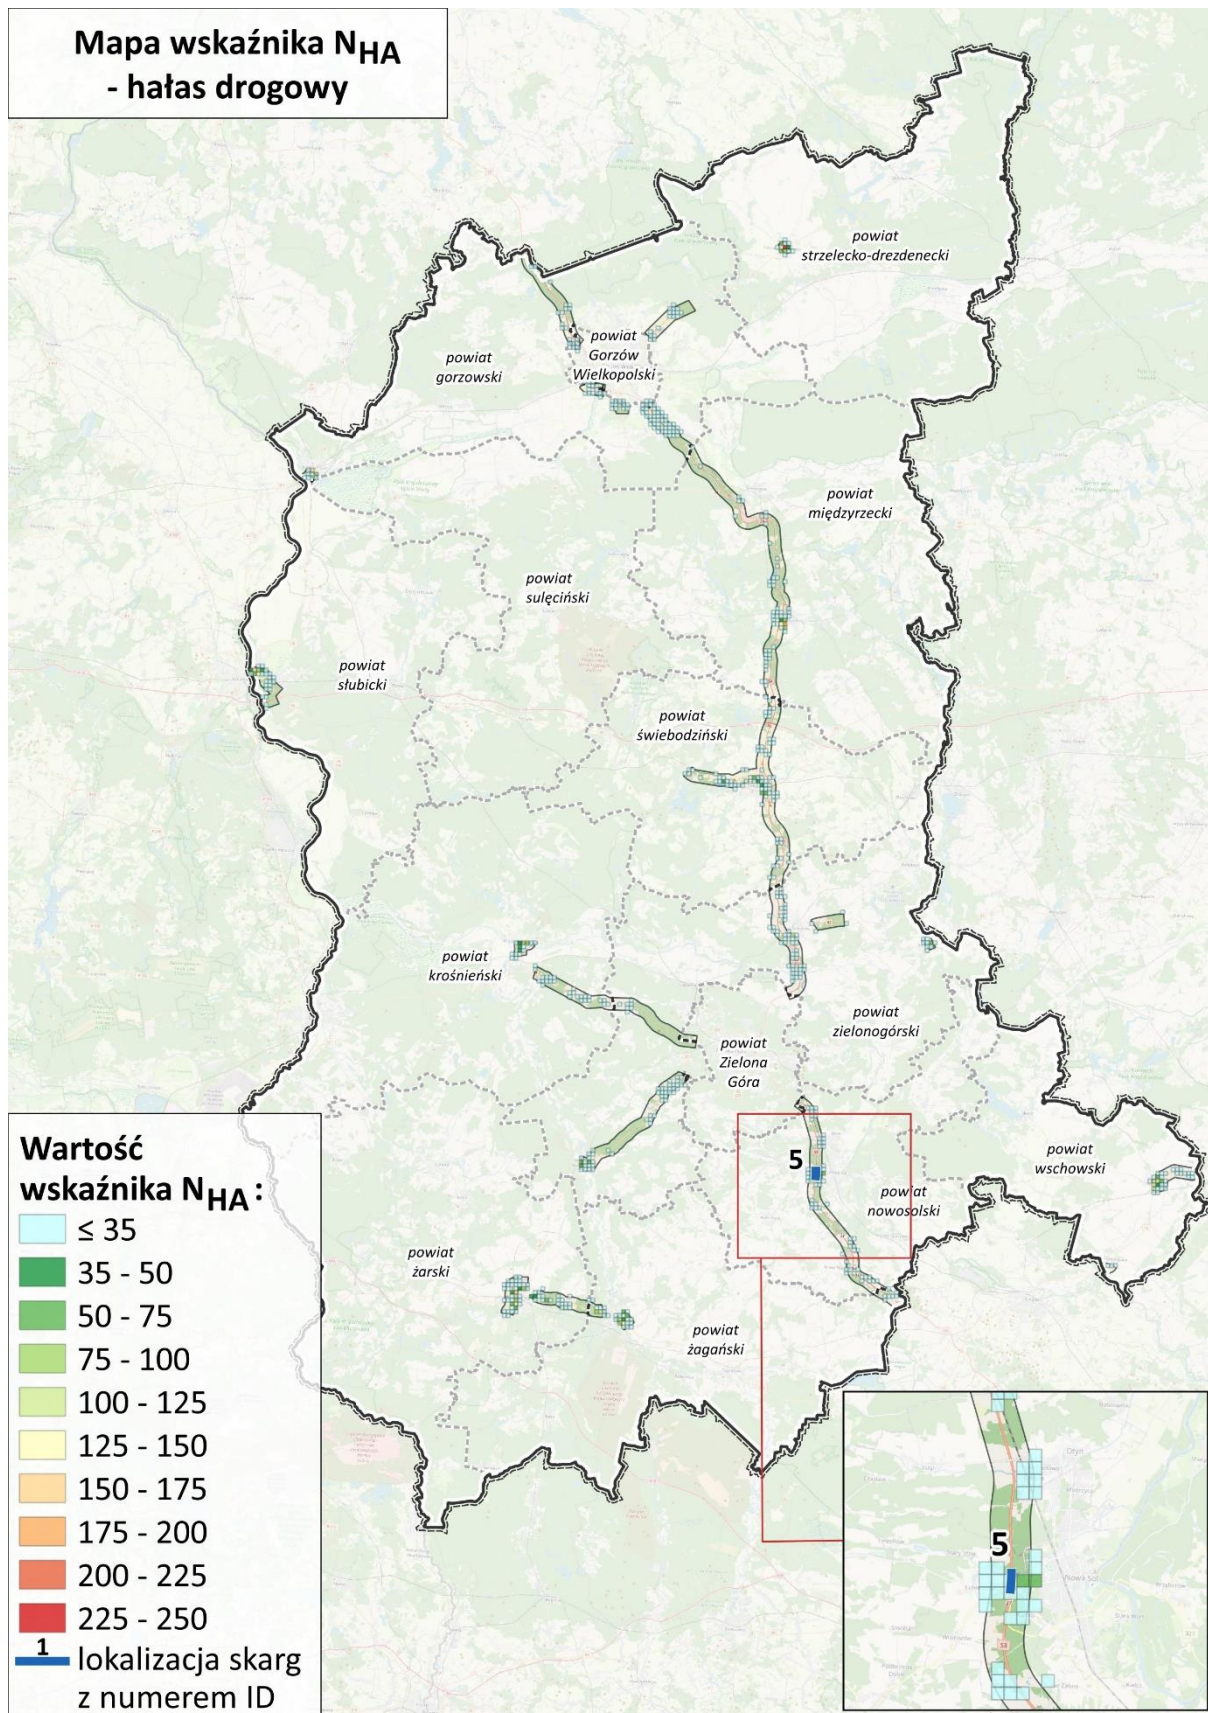 Mapa wskaźnika NHA
- hałas drogowy
powiat
strzelecko-drezdenecki
powiat
Gorzów
Wielkopolski
powiat
gorzowski
powiat
międzyrzecki
powiat
sulęciński
powiat
słubicki
powiat
świebodziński
powiat
krośnieński
powiat
zielonogórski
powiat
Zielona
Góra
5
powiat
wschowski
powiat
nowosolski
powiat
żarski
powiat
żagański
Wartość
wskaźnika NHA :
≤ 35
35 - 50
50 - 75
75 - 100
100 - 125
125 - 150
150 - 175
175 - 200
200 - 225
225 - 250
1 lokalizacja skarg
z numerem ID
Otyń
5
Nowa Sól